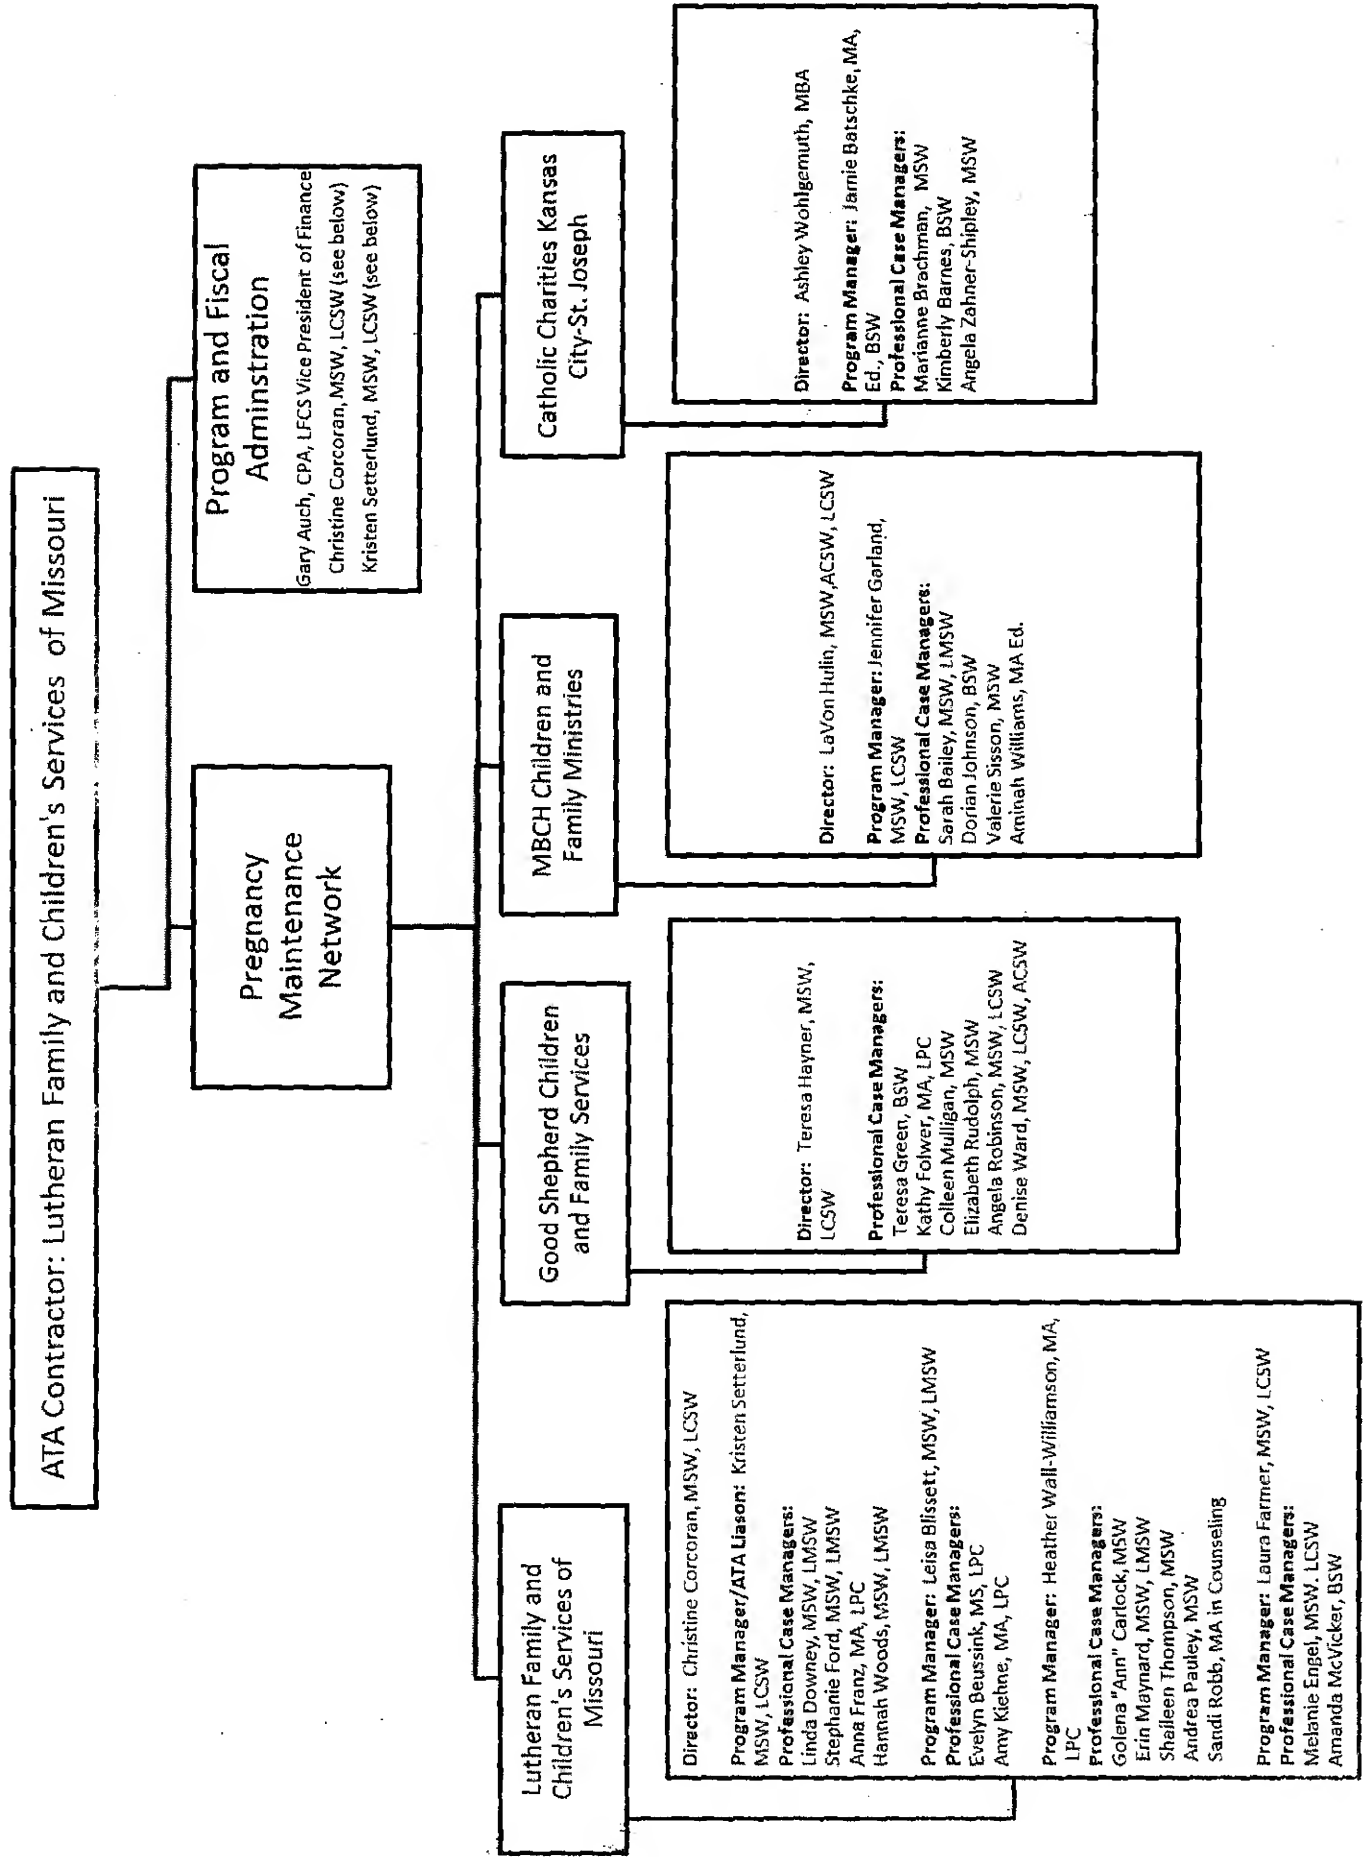 ATA Contractor: Lutheran Family and Children's Services of Missouri
Pregnancy
Maintenance
Network
Program and Fiscal
Adminstration
Gary Auch, CPA, LFCS Vice President of Finance
Christine Corcoran, MSW, LCSW (see below)
Kristen Setterlund, MSW, LCSW (see below)
Lutheran Family and
Children's Services of
Missouri
Director: Christine Corcoran, MSW, LCSW
Program Manager/ATA Liason: Kristen Setterlund,
MSW, LCSW
Professional Case Managers:
Linda Downey, MSW, LMSW
Stephanie Ford, MSW, LMSW
Anna Franz, MA, LPC
Hannah Woods, MSW, LMSW
Program Manager: Leisa Blissett, MSW, LMSW
Professional Case Managers:
Evelyn Beussink, MS, LPC
Amy Kiehne, MA, LPC
Program Manager: Heather Wall-Williamson, MA,
LPC
Professional Case Managers:
Golena "Ann" Carlock, MSW
Erin Maynard, MSW, LMSW
Shaileen Thompson, MSW
Andrea Pauley, MSW
Sandi Robb, MA in Counseling
Program Manager: Laura Farmer, MSW, LCSW
Professional Case Managers:
Melanie Engel, MSW. LCSW
Amanda McVicker, BSW
Good Shepherd Children
and Family Services
Director: Teresa Hayner, MSW,
LCSW
Professional Case Managers:
Teresa Green, BSW
Kathy Folwer, MA, LPC
Colleen Mulligan, MSW
Elizabeth Rudolph, MSW
Angela Robinson, MSW, LCSW
Denise Ward, MSW, LCSW, ACSW
MBCH Children and
Family Ministries
Director: LaVon Hulin, MSW,ACSW, LCSW
Program Manager: Jennifer Garland,
MSW, LCSW
Professional Case Managers:
Sarah Bailey, MSW, LMSW
Dorian Johnson, BSW
Valerie Sisson, MSW
Aminah Williams, MA Ed.
Catholic Charities Kansas
City-St. Joseph
Director: Ashley Wohlgemuth, MBA
Program Manager: Jamie Batschke, MA,
Ed., BSW
Professional Case Managers:
Marianne Brachman, MSW
Kimberly Barnes, BSW
Angela Zahner-Shipley, MSW